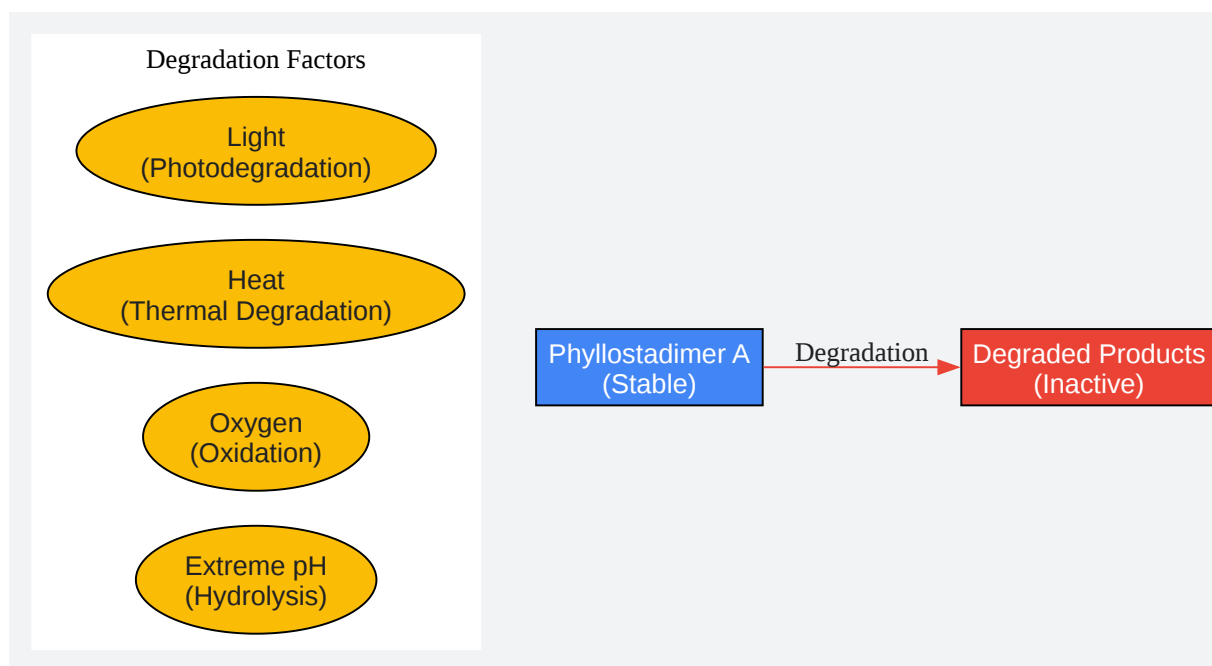 Degradation Factors
Light
(Photodegradation)
Heat
(Thermal Degradation)
Oxygen
(Oxidation)
Extreme pH
(Hydrolysis)
Phyllostadimer A
(Stable)
Degradation
Degraded Products
(Inactive)